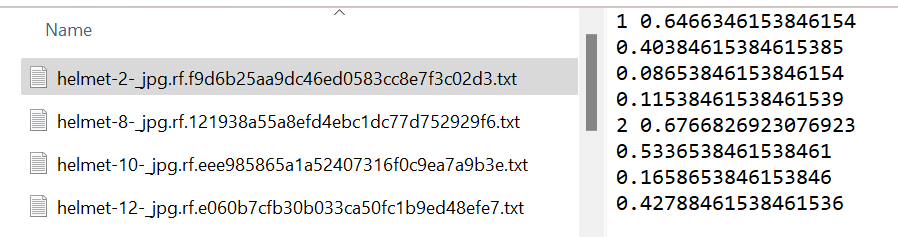 Name
helmet-2-_jpg.rf.f9d6b25aa9dc46ed0583cc8e7f3c02d3.txt
helmet-8-_jpg.rf.121938a55a8efd4ebc1dc77d752929f6.txt
helmet-10-_jpg.rf.eee985865a1a52407316f0c9ea7a9b3e.txt
helmet-12-_jpg.rf.e060b7cfb30b033ca50fc1b9ed48efe7.txt
1 0.6466346153846154
0.40384615384615385
0.08653846153846154
0.11538461538461539
2 0.6766826923076923
0.5336538461538461
0.1658653846153846
0.42788461538461536